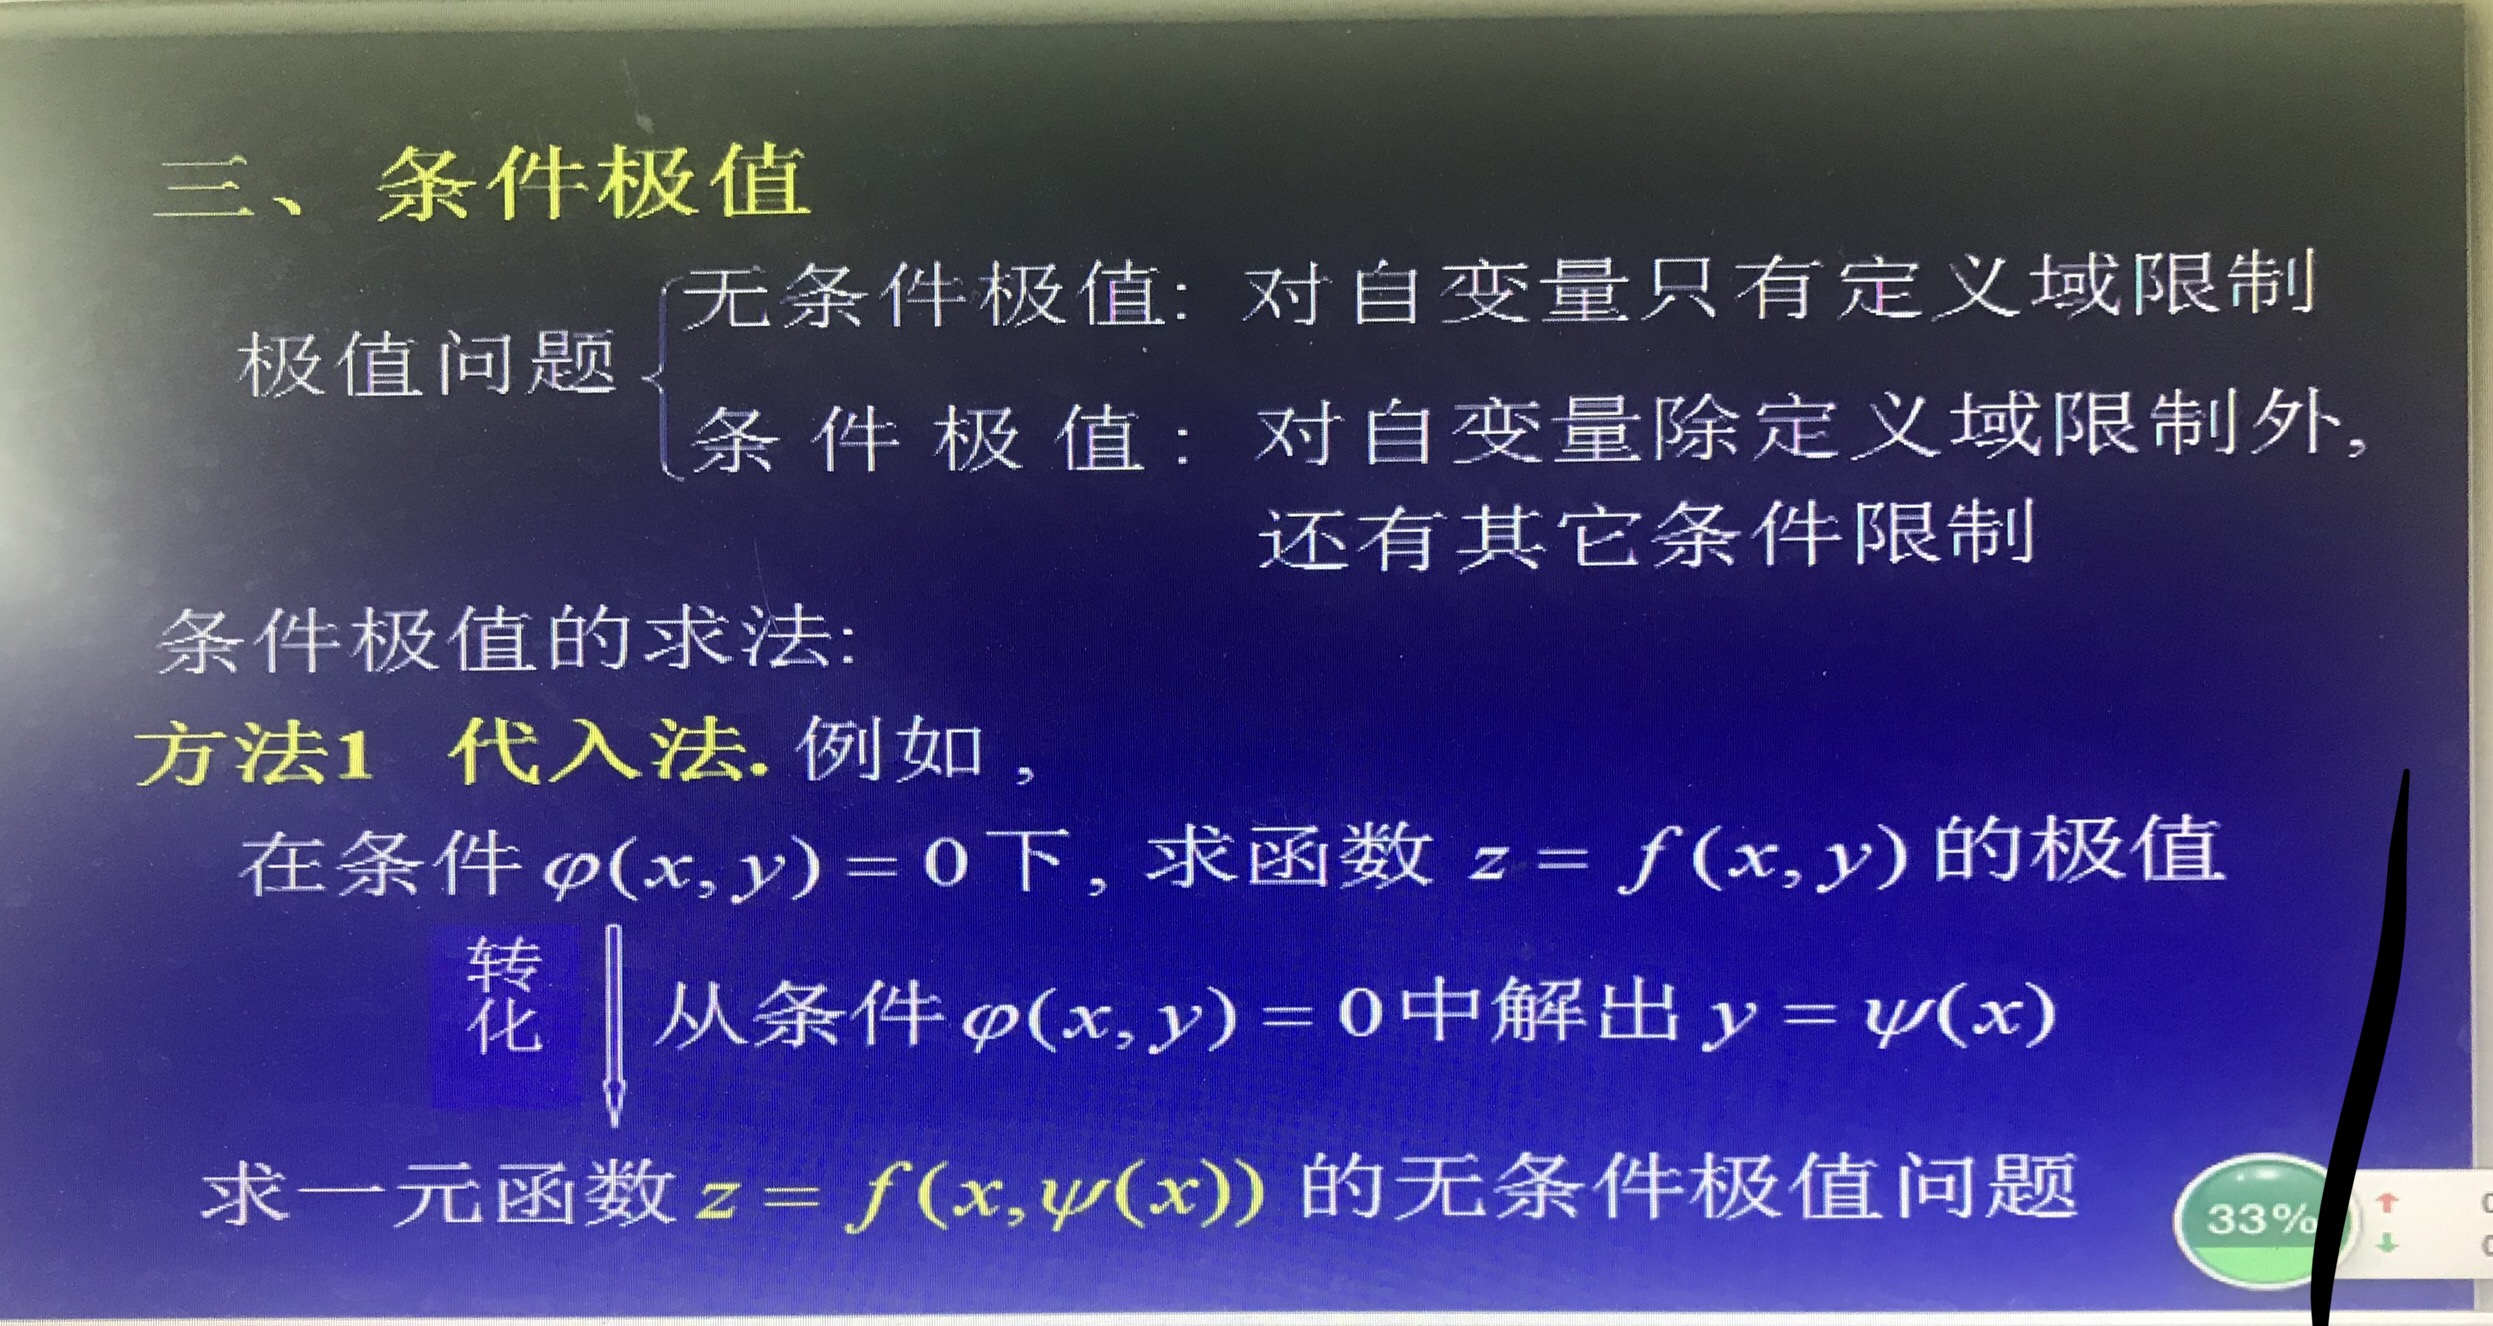 三、条件极值
无条件极值: 对自变量只有定义域限制
极值问题
条件极值: 对自变量除定义域限制外,
还有其它条件限制
条件极值的求法:
方法1 代入法. 例如,
在条件 φ(x,y) = 0 下, 求函数 z = f(x,y) 的极值
转化
从条件 φ(x,y) = 0 中解出 y = ψ(x)
求一元函数 z = f(x,ψ(x)) 的无条件极值问题
33%